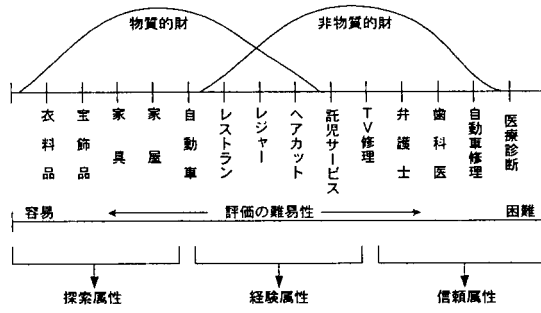 物質的財
非物質的財
衣料品
宝飾品
家具
家屋
自動車
レストラン
レジャー
ヘアカット
託児サービス
TV修理
弁護士
歯科医
自動車修理
医療診断
容易
評価の難易性
困難
探索属性
経験属性
信頼属性